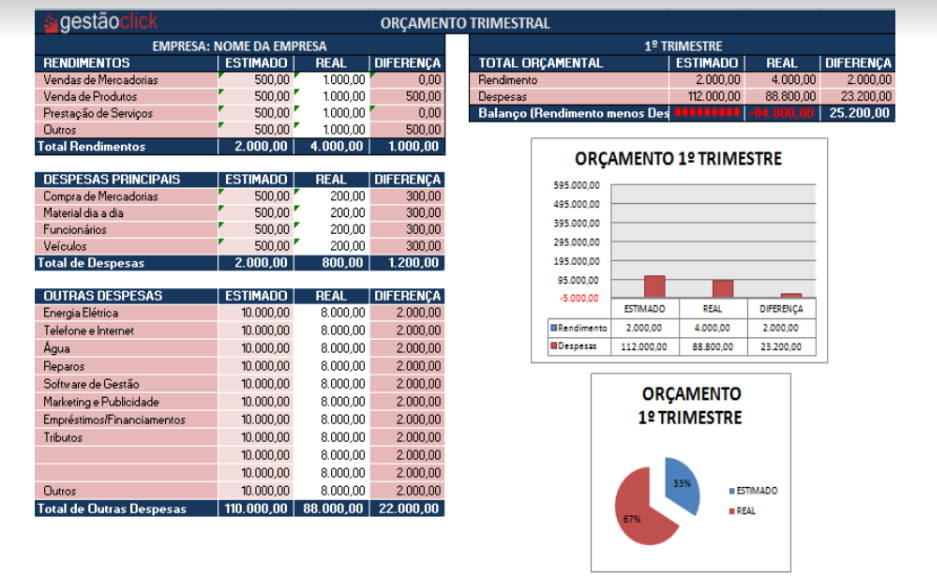 gestãoclick
ORÇAMENTO TRIMESTRAL
EMPRESA: NOME DA EMPRESA
RENDIMENTOS ESTIMADO REAL DIFERENÇA
Vendas de Mercadorias 500,00 1.000,00 0,00
Venda de Produtos 500,00 1.000,00 500,00
Prestação de Serviços 500,00 1.000,00 0,00
Outros 500,00 1.000,00 500,00
Total Rendimentos 2.000,00 4.000,00 1.000,00
DESPESAS PRINCIPAIS ESTIMADO REAL DIFERENÇA
Compra de Mercadorias 500,00 200,00 300,00
Material dia a dia 500,00 200,00 300,00
Funcionários 500,00 200,00 300,00
Veículos 500,00 200,00 300,00
Total de Despesas 2.000,00 800,00 1.200,00
OUTRAS DESPESAS ESTIMADO REAL DIFERENÇA
Energia Elétrica 10.000,00 8.000,00 2.000,00
Telefone e Internet 10.000,00 8.000,00 2.000,00
Água 10.000,00 8.000,00 2.000,00
Reparos 10.000,00 8.000,00 2.000,00
Software de Gestão 10.000,00 8.000,00 2.000,00
Marketing e Publicidade 10.000,00 8.000,00 2.000,00
Empréstimos/Financiamentos 10.000,00 8.000,00 2.000,00
Tributos 10.000,00 8.000,00 2.000,00
10.000,00 8.000,00 2.000,00
10.000,00 8.000,00 2.000,00
Outros 10.000,00 8.000,00 2.000,00
Total de Outras Despesas 110.000,00 88.000,00 22.000,00
1º TRIMESTRE
TOTAL ORÇAMENTAL ESTIMADO REAL DIFERENÇA
Rendimento 2.000,00 4.000,00 2.000,00
Despesas 112.000,00 88.800,00 23.200,00
Balanço (Rendimento menos Des ######### -84.800,00 25.200,00
ORÇAMENTO 1º TRIMESTRE
595.000,00
495.000,00
395.000,00
295.000,00
195.000,00
95.000,00
-5.000,00
ESTIMADO REAL DIFERENÇA
Rendimento 2.000,00 4.000,00 2.000,00
Despesas 112.000,00 88.800,00 23.200,00
ORÇAMENTO
1º TRIMESTRE
33%
67%
ESTIMADO
REAL